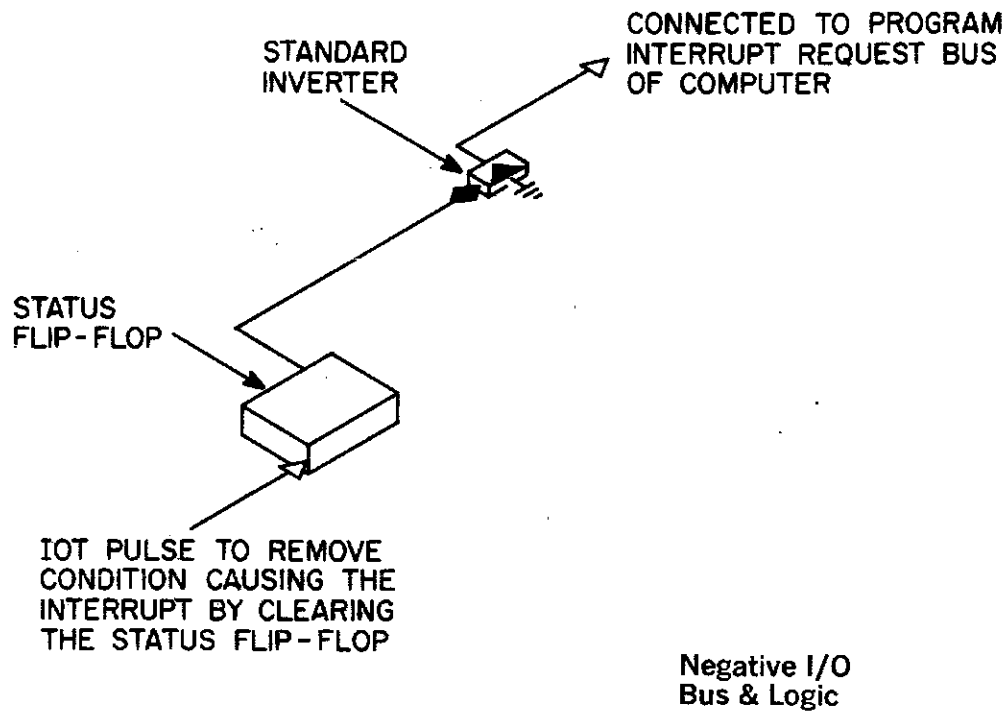 CONNECTED TO PROGRAM
INTERRUPT REQUEST BUS
OF COMPUTER
STANDARD
INVERTER
STATUS
FLIP-FLOP
IOT PULSE TO REMOVE
CONDITION CAUSING THE
INTERRUPT BY CLEARING
THE STATUS FLIP-FLOP
Negative I/O
Bus & Logic